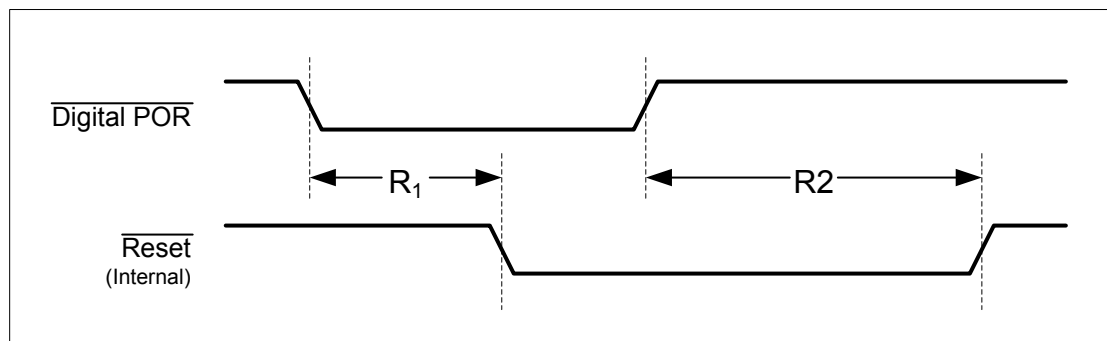 Digital POR
R₁
R2
Reset
(Internal)